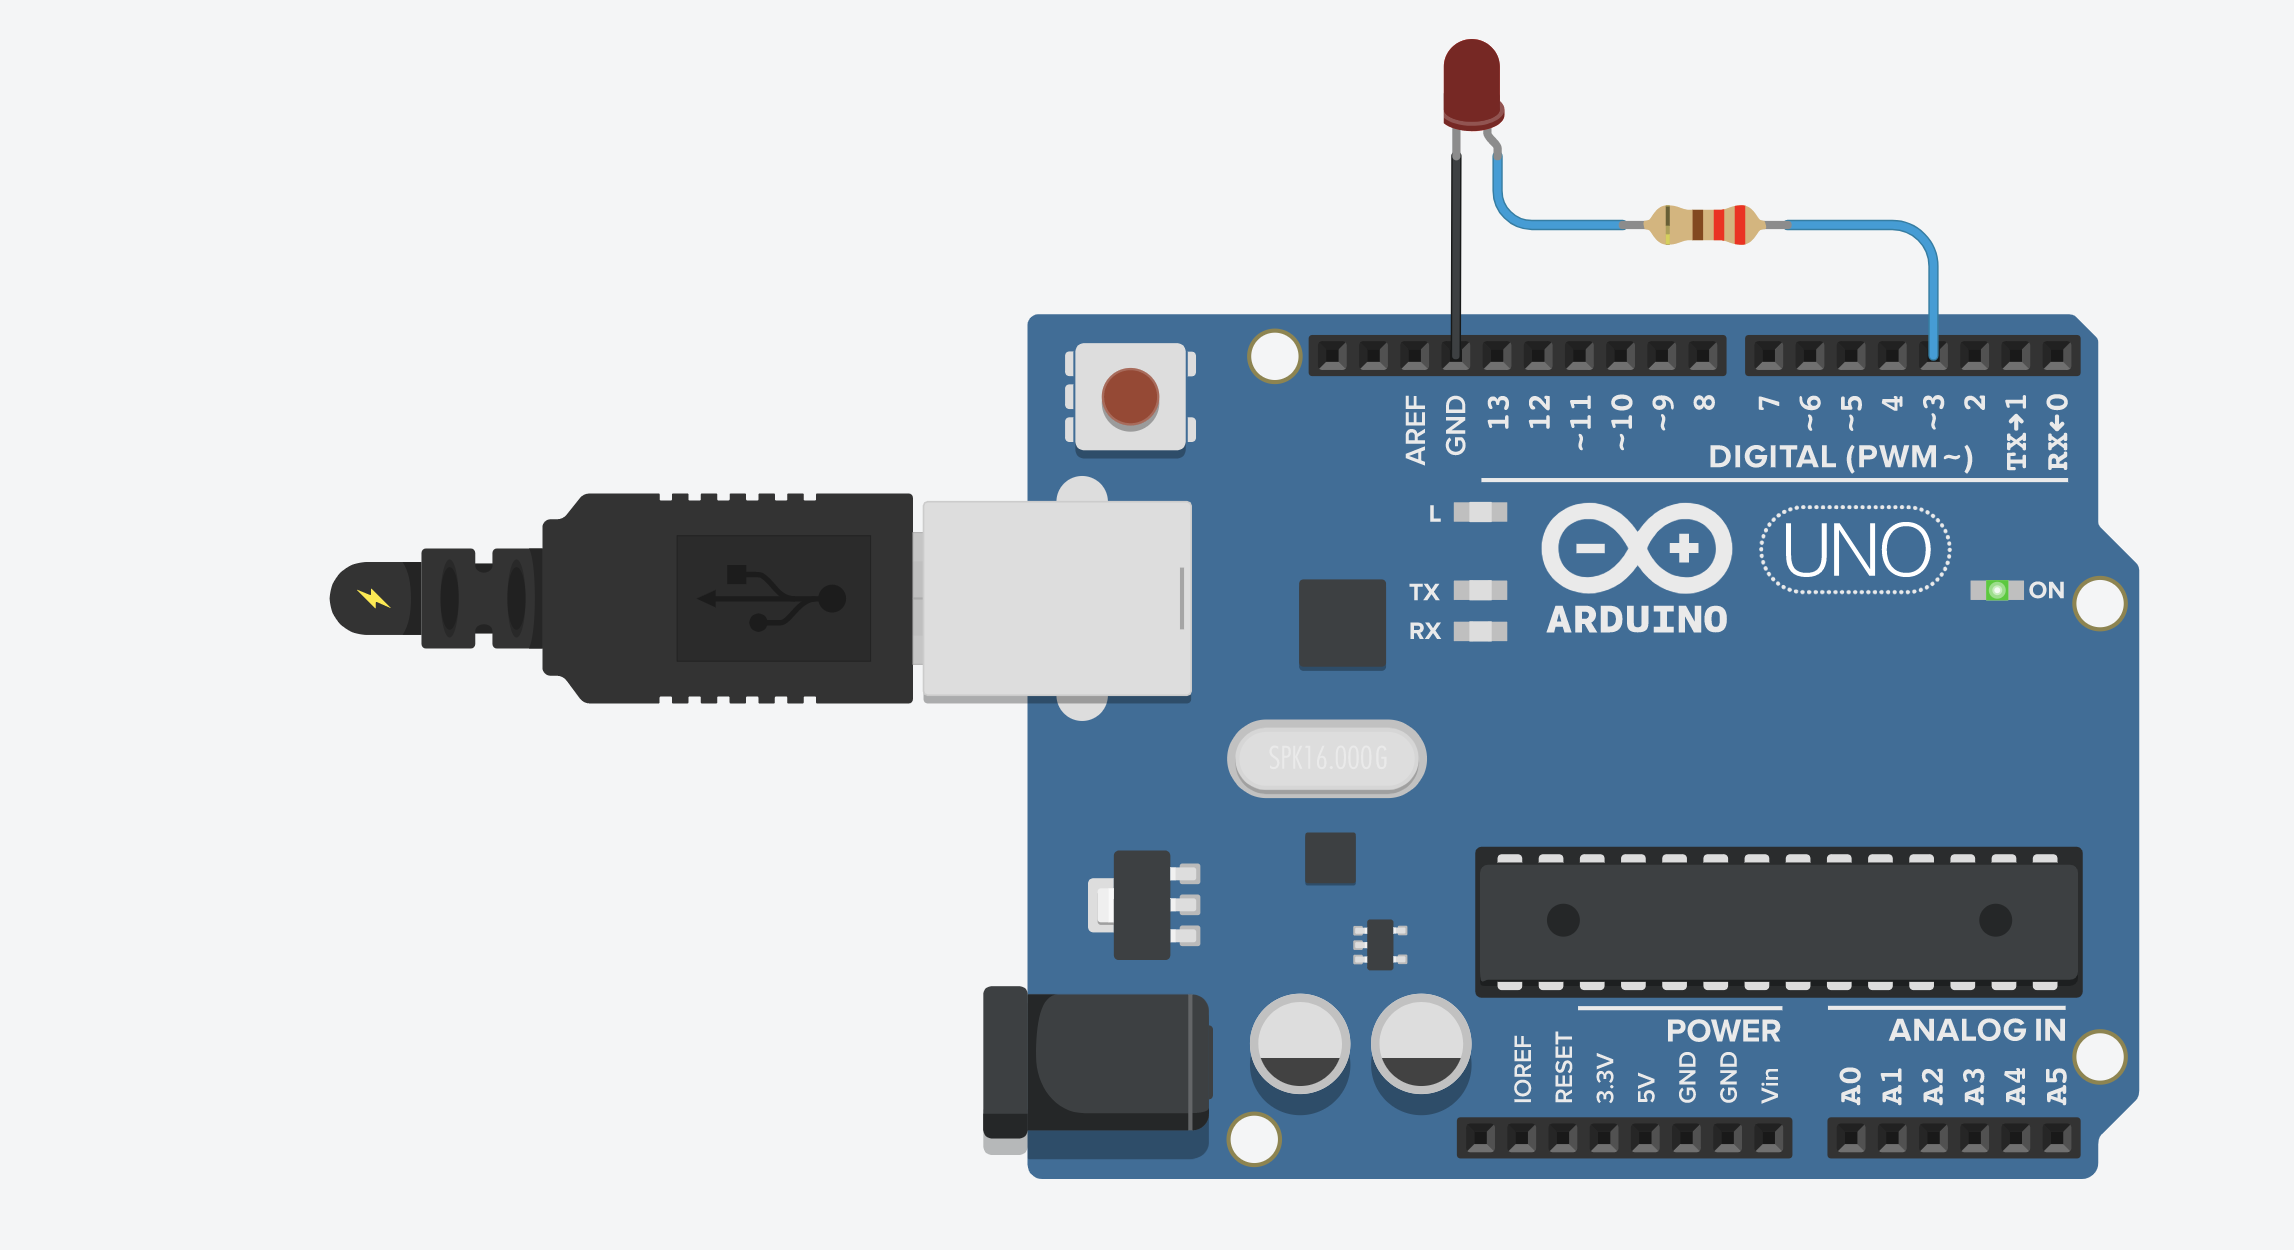 AREF
GND
13
12
~11
~10
~9
8
7
~6
~5
4
~3
2
TX→1
RX←0
DIGITAL (PWM~)
L
TX
RX
ARDUINO
UNO
ON
SPK16.000G
POWER
ANALOG IN
IOREF
RESET
3.3V
5V
GND
GND
Vin
A0
A1
A2
A3
A4
A5